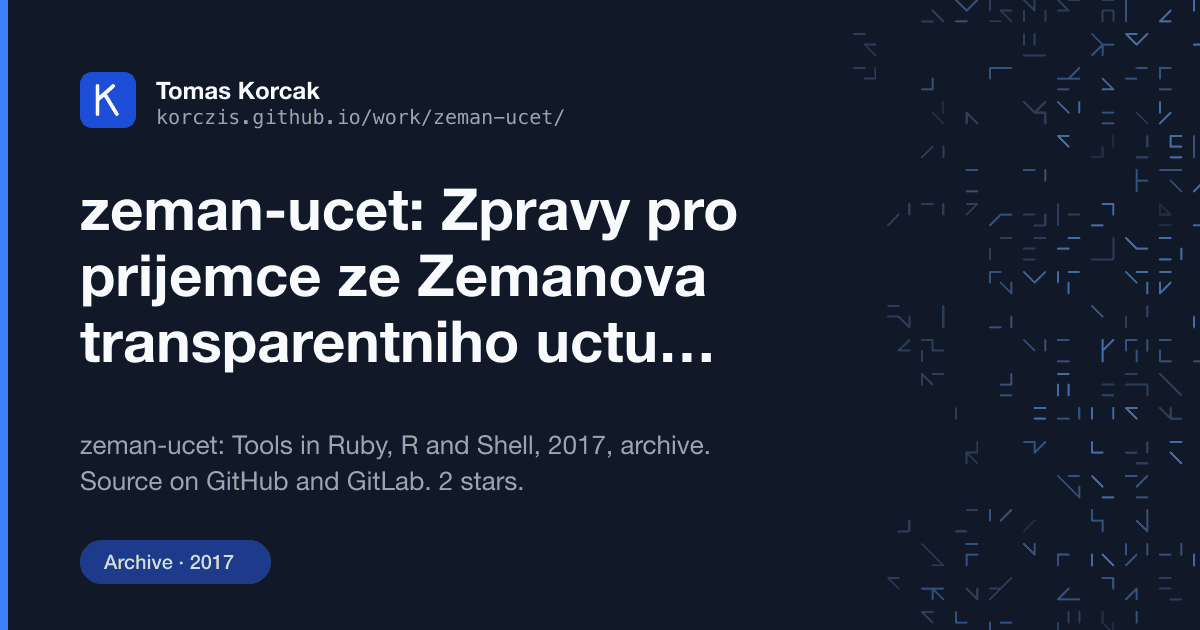 K
Tomas Korcak
korczis.github.io/work/zeman-ucet/
zeman-ucet: Zpravy pro
prijemce ze Zemanova
transparentniho uctu…
zeman-ucet: Tools in Ruby, R and Shell, 2017, archive.
Source on GitHub and GitLab. 2 stars.
Archive · 2017